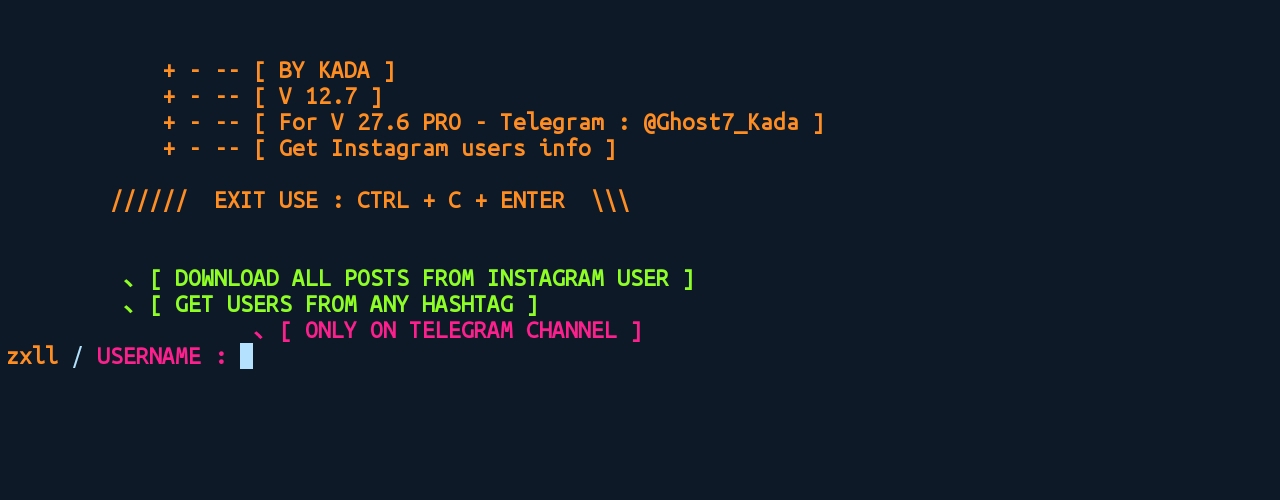 + - -- [ BY KADA ]
+ - -- [ V 12.7 ]
+ - -- [ For V 27.6 PRO - Telegram : @Ghost7_Kada ]
+ - -- [ Get Instagram users info ]
////// EXIT USE : CTRL + C + ENTER \\\
、[ DOWNLOAD ALL POSTS FROM INSTAGRAM USER ]
、[ GET USERS FROM ANY HASHTAG ]
、[ ONLY ON TELEGRAM CHANNEL ]
zxll / USERNAME :